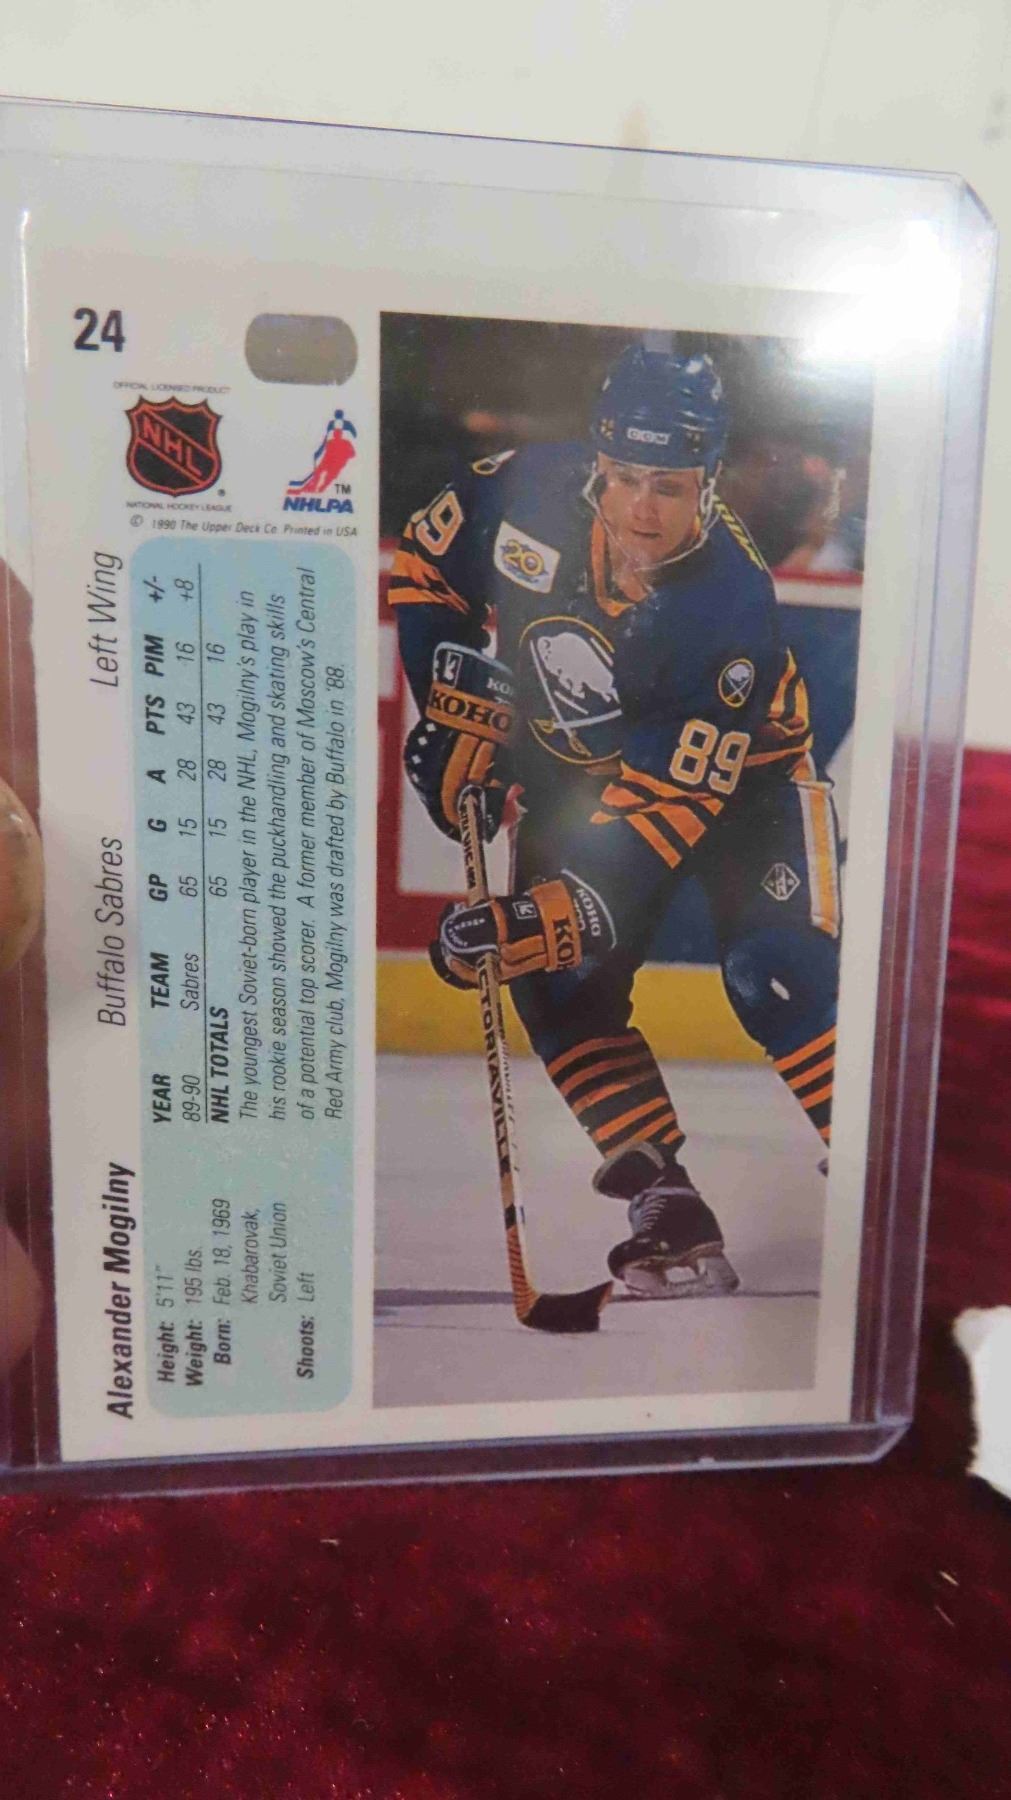 24
OFFICIAL LICENSED PRODUCT
NHL
®
NATIONAL HOCKEY LEAGUE
TM
NHLPA
© 1990 The Upper Deck Co. Printed in USA
Alexander Mogilny Buffalo Sabres Left Wing
Height: 5'11"
Weight: 195 lbs.
Born: Feb. 18, 1969
Khabarovak,
Soviet Union
Shoots: Left
YEAR TEAM GP G A PTS PIM +/-
89-90 Sabres 65 15 28 43 16 +8
NHL TOTALS 65 15 28 43 16
The youngest Soviet-born player in the NHL, Mogilny's play in
his rookie season showed the puckhandling and skating skills
of a potential top scorer. A former member of Moscow's Central
Red Army club, Mogilny was drafted by Buffalo in '88.
CCM
89
20
KOHO
KOHO
89
VICTORIAVILLE
KOHO